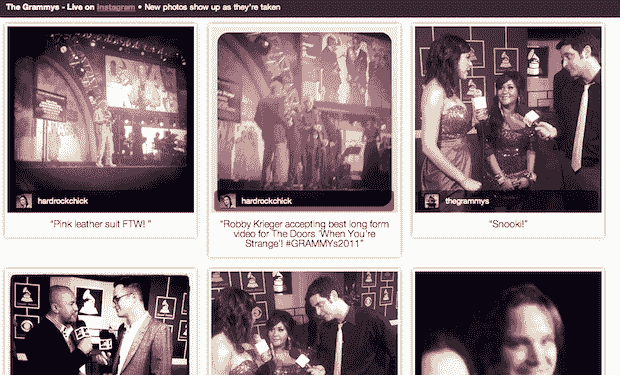 The Grammys - Live on Instagram • New photos show up as they're taken
hardrockchick
hardrockchick
thegrammys
"Pink leather suit FTW! "
"Robby Krieger accepting best long form
video for The Doors 'When You're
Strange'! #GRAMMYs2011"
"Snooki!"